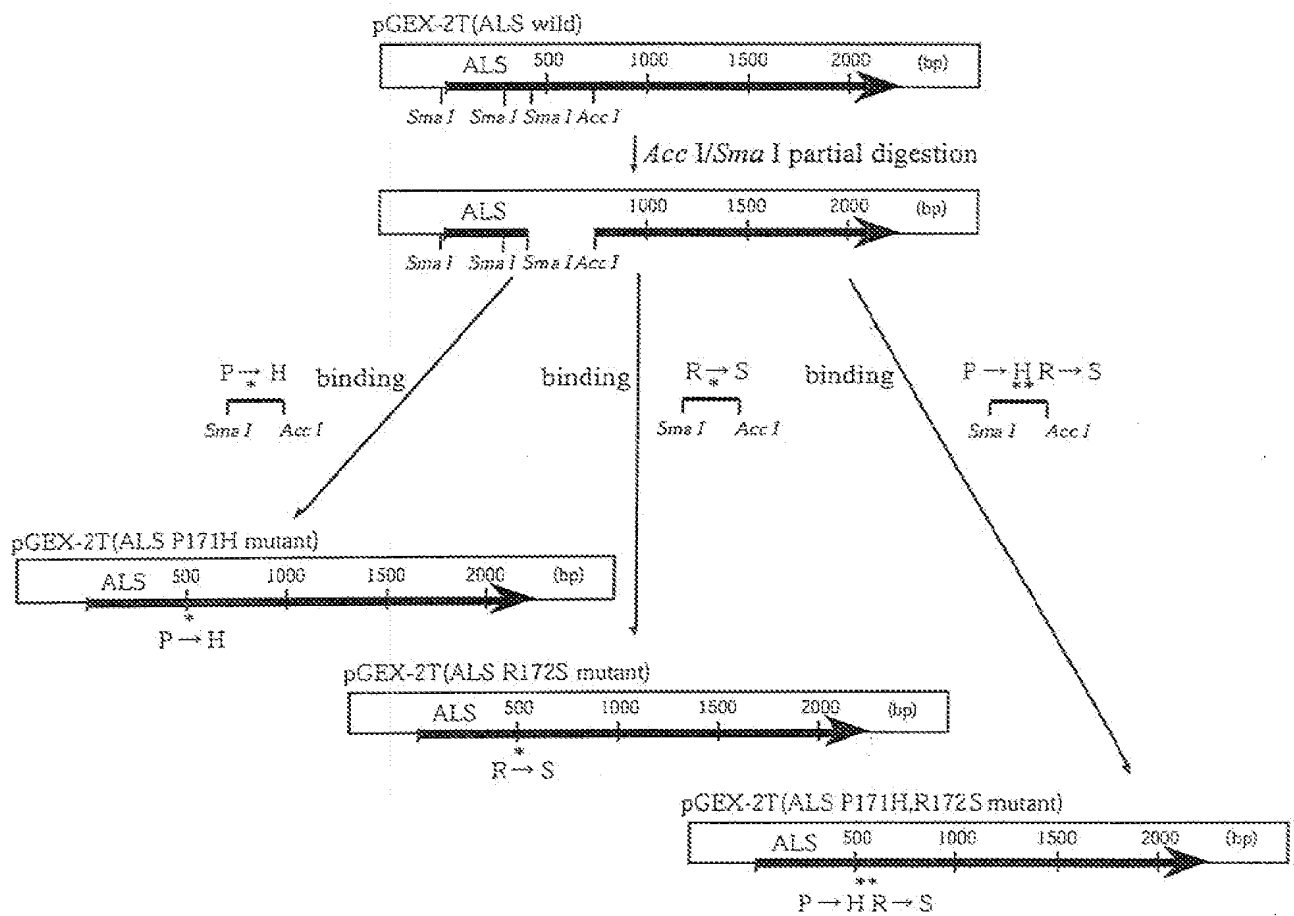 pGEX-2T(ALS wild)
ALS 500 1000 1500 2000 (bp)
Sma I Sma I Sma I Acc I
Acc I/Sma I partial digestion
ALS 1000 1500 2000 (bp)
Sma I Sma I Sma I Acc I
P → H binding binding R → S binding P → H R → S
* * **
Sma I Acc I Sma I Acc I Sma I Acc I
pGEX-2T(ALS P171H mutant)
ALS 500 1000 1500 2000 (bp)
*
P → H
pGEX-2T(ALS R172S mutant)
ALS 500 1000 1500 2000 (bp)
*
R → S
pGEX-2T(ALS P171H,R172S mutant)
ALS 500 1000 1500 2000 (bp)
**
P → H R → S